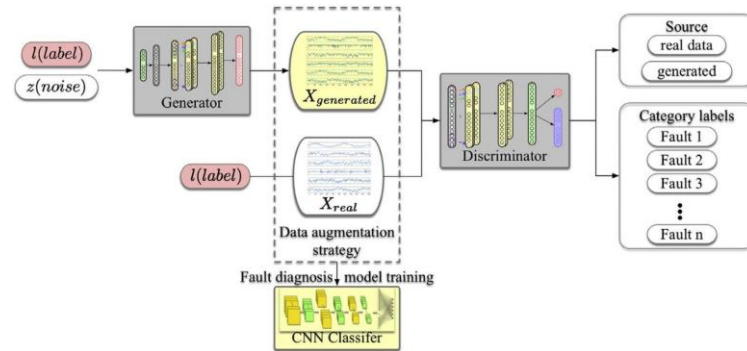 l(label)
z(noise)
Generator
X_generated
l(label)
X_real
Data augmentation
strategy
Fault diagnosis model training
CNN Classifer
Discriminator
Source
real data
generated
Category labels
Fault 1
Fault 2
Fault 3
Fault n